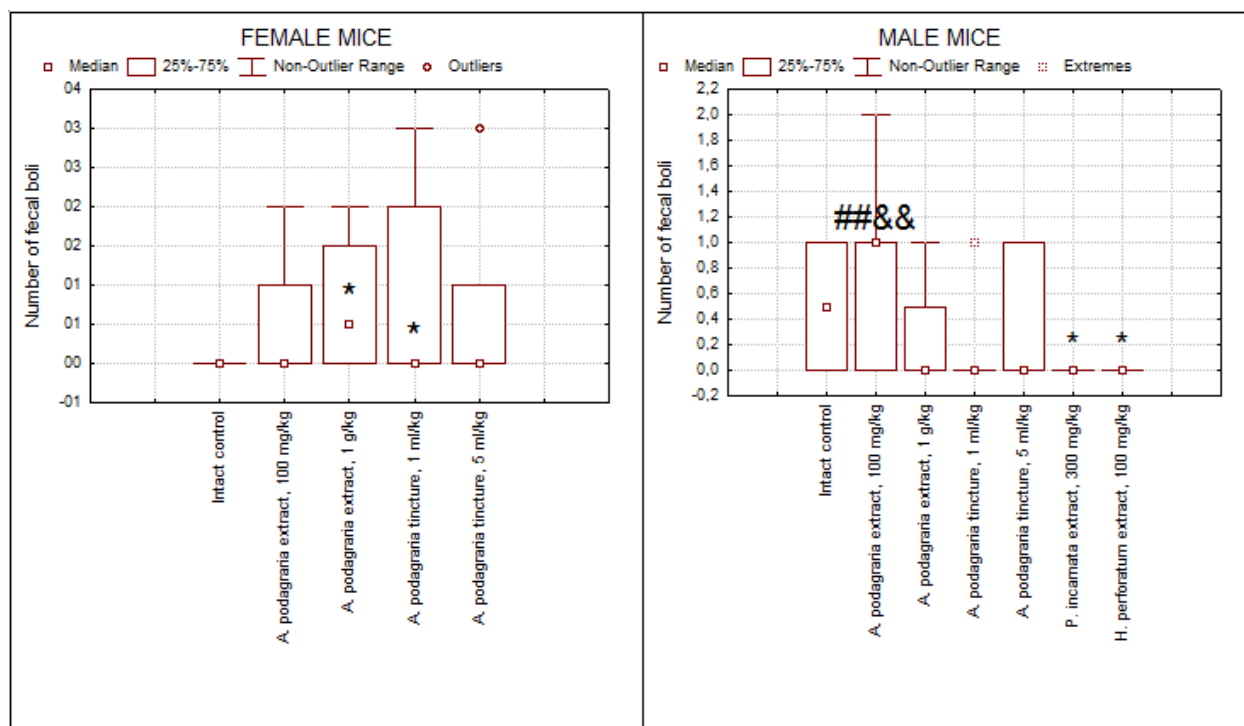 FEMALE MICE
Median 25%-75% Non-Outlier Range Outliers
Number of fecal boli
04
03
03
02
02
01
01
00
-01
*
*
Intact control
A. podagraria extract, 100 mg/kg
A. podagraria extract, 1 g/kg
A. podagraria tincture, 1 ml/kg
A. podagraria tincture, 5 ml/kg
MALE MICE
Median 25%-75% Non-Outlier Range Extremes
Number of fecal boli
2,2
2,0
1,8
1,6
1,4
1,2
1,0
0,8
0,6
0,4
0,2
0,0
-0,2
##&&
* *
Intact control
A. podagraria extract, 100 mg/kg
A. podagraria extract, 1 g/kg
A. podagraria tincture, 1 ml/kg
A. podagraria tincture, 5 ml/kg
P. incarnata extract, 300 mg/kg
H. perforatum extract, 100 mg/kg